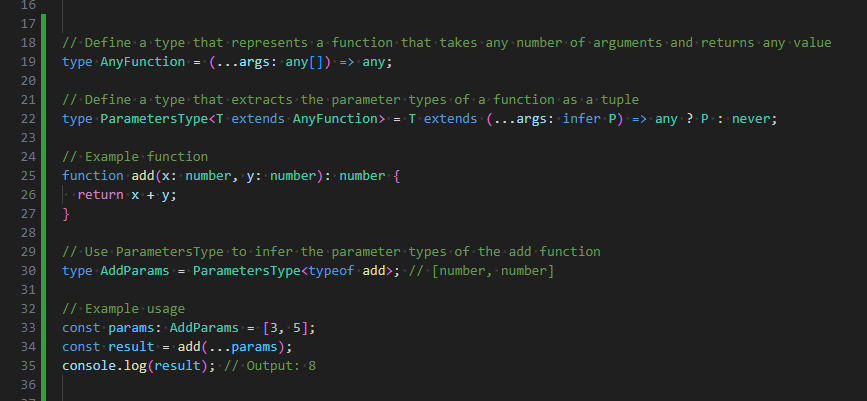 16
17
18 // Define a type that represents a function that takes any number of arguments and returns any value
19 type AnyFunction = (...args: any[]) => any;
20
21 // Define a type that extracts the parameter types of a function as a tuple
22 type ParametersType<T extends AnyFunction> = T extends (...args: infer P) => any ? P : never;
23
24 // Example function
25 function add(x: number, y: number): number {
26   return x + y;
27 }
28
29 // Use ParametersType to infer the parameter types of the add function
30 type AddParams = ParametersType<typeof add>; // [number, number]
31
32 // Example usage
33 const params: AddParams = [3, 5];
34 const result = add(...params);
35 console.log(result); // Output: 8
36
37